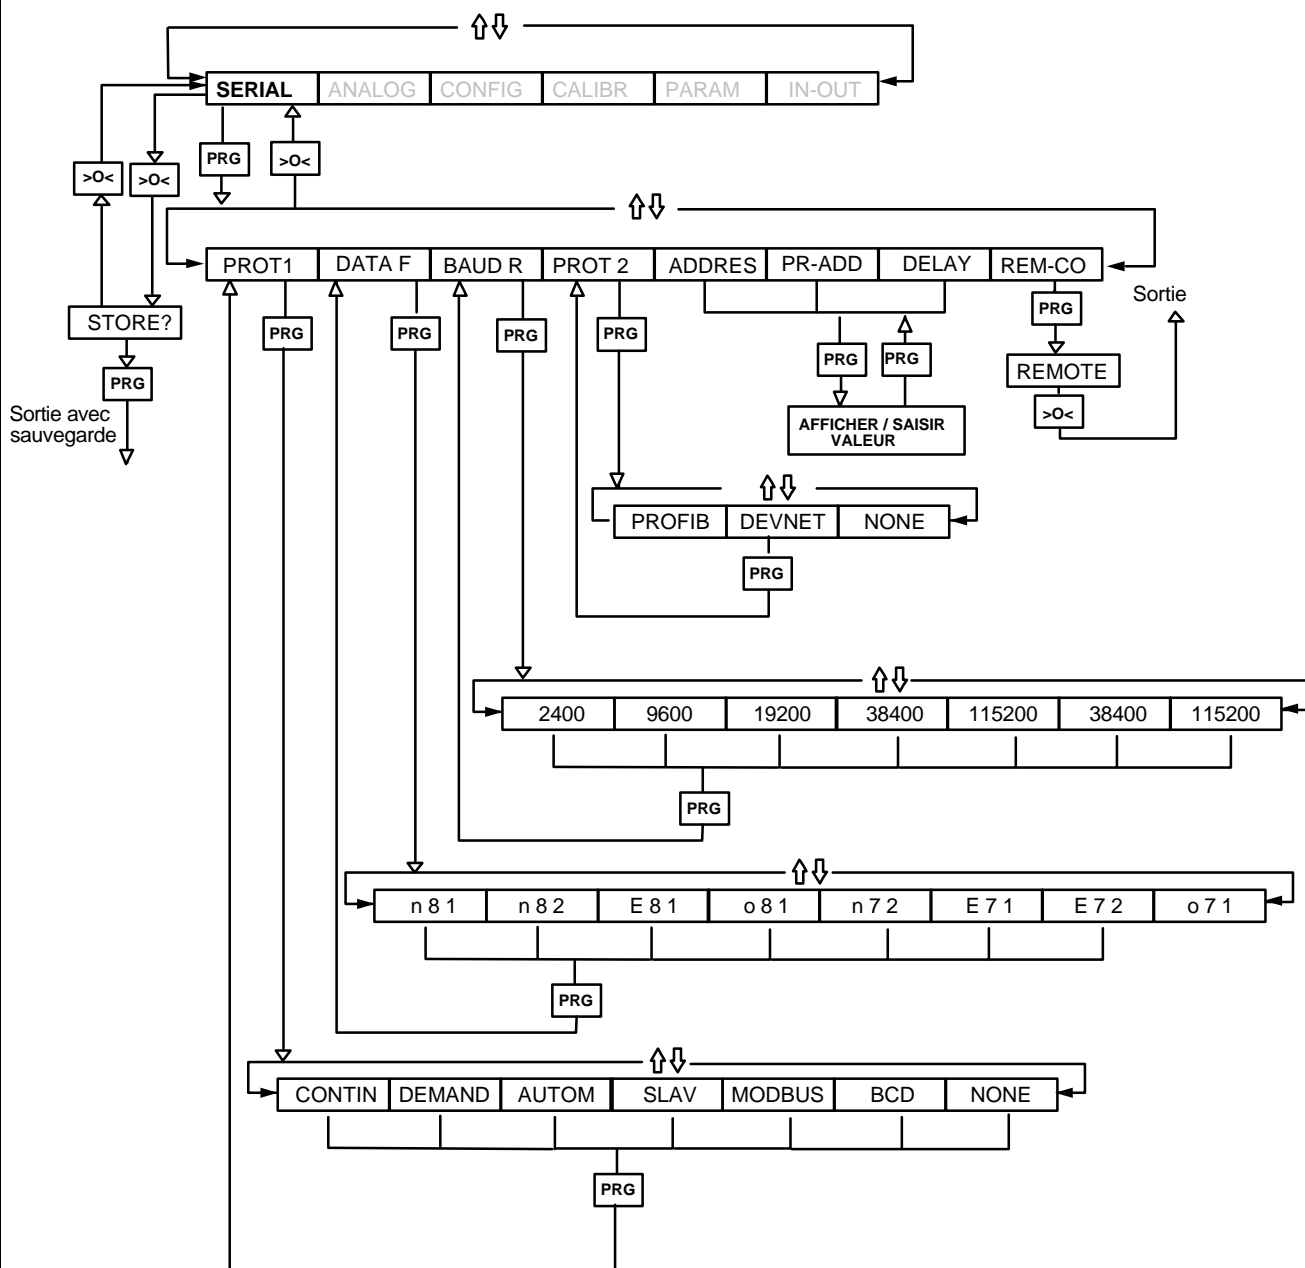 SERIAL ANALOG CONFIG CALIBR PARAM IN-OUT
PRG >O<
>O< >O<
PROT1 DATA F BAUD R PROT 2 ADDRES PR-ADD DELAY REM-CO
Sortie
STORE? PRG PRG PRG PRG PRG
PRG PRG REMOTE
PRG
Sortie avec
sauvegarde
>O<
AFFICHER / SAISIR
VALEUR
PROFIB DEVNET NONE
PRG
2400 9600 19200 38400 115200 38400 115200
PRG
n 8 1 n 8 2 E 8 1 o 8 1 n 7 2 E 7 1 E 7 2 o 7 1
PRG
CONTIN DEMAND AUTOM SLAV MODBUS BCD NONE
PRG